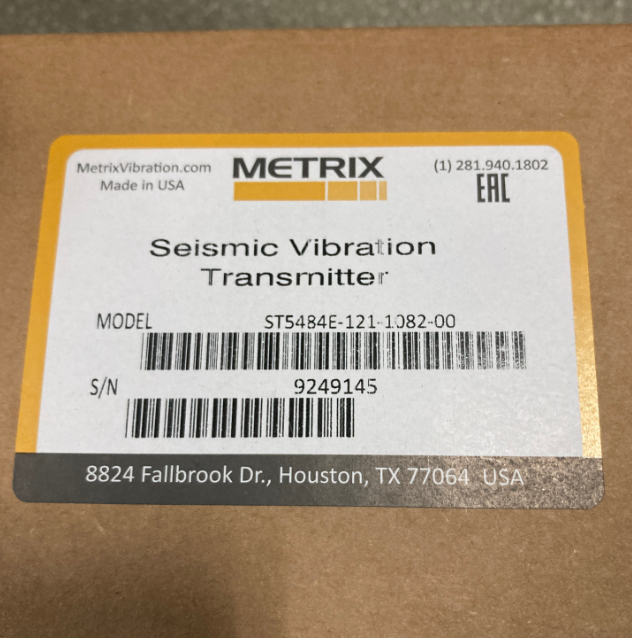 MetrixVibration.com
Made in USA
METRIX
(1) 281.940.1802
EAC
Seismic Vibration
Transmitter
MODEL ST5484E-121-1082-00
S/N 9249145
8824 Fallbrook Dr., Houston, TX 77064 USA